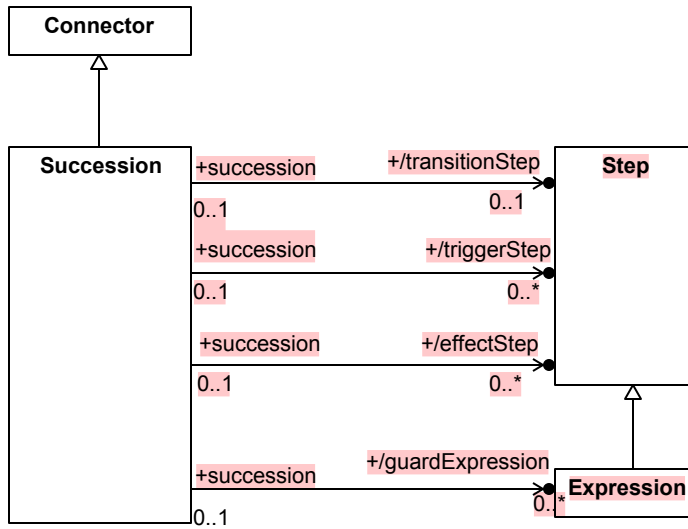 Connector
Succession
Step
+succession
+/transitionStep
0..1
0..1
+succession
+/triggerStep
0..1
0..*
+succession
+/effectStep
0..1
0..*
+succession
+/guardExpression
Expression
0..1
0..*